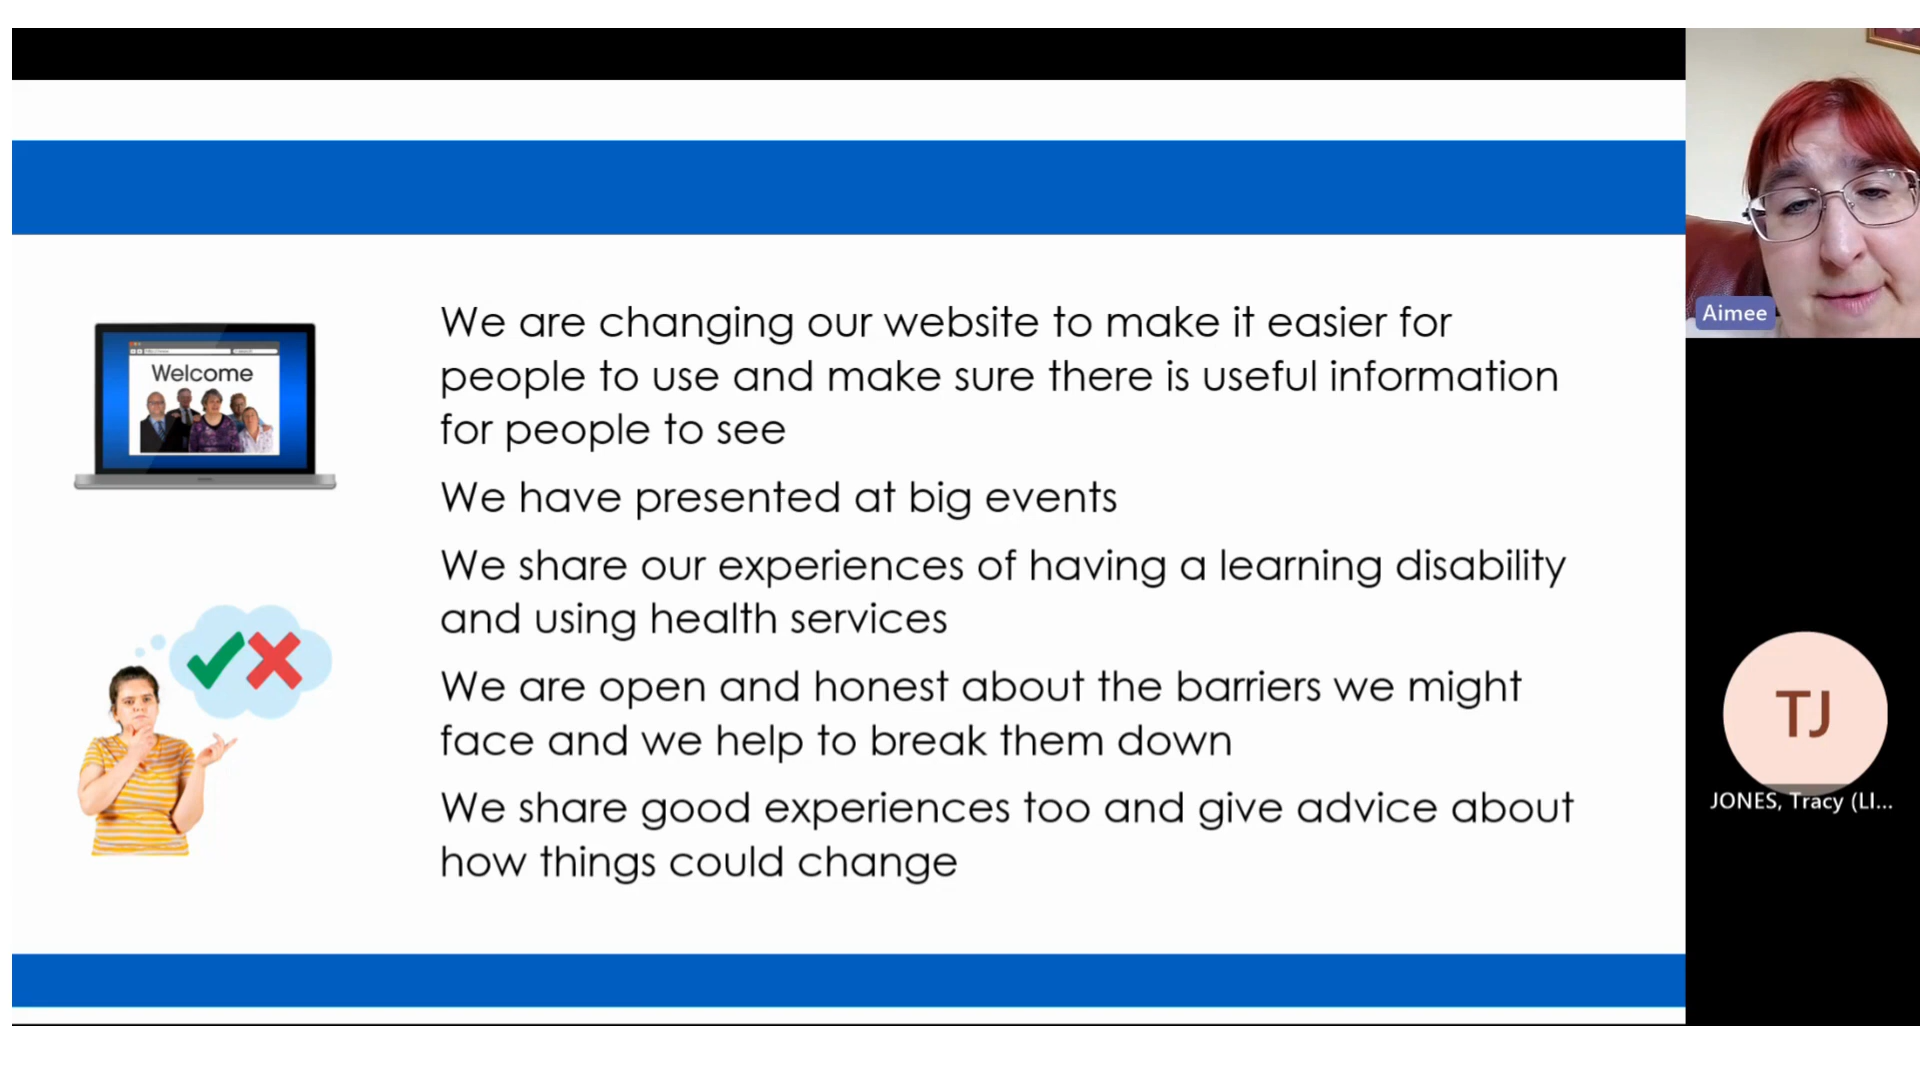 We are changing our website to make it easier for
people to use and make sure there is useful information
for people to see
We have presented at big events
We share our experiences of having a learning disability
and using health services
We are open and honest about the barriers we might
face and we help to break them down
We share good experiences too and give advice about
how things could change
Welcome
Aimee
TJ
JONES, Tracy (LI...